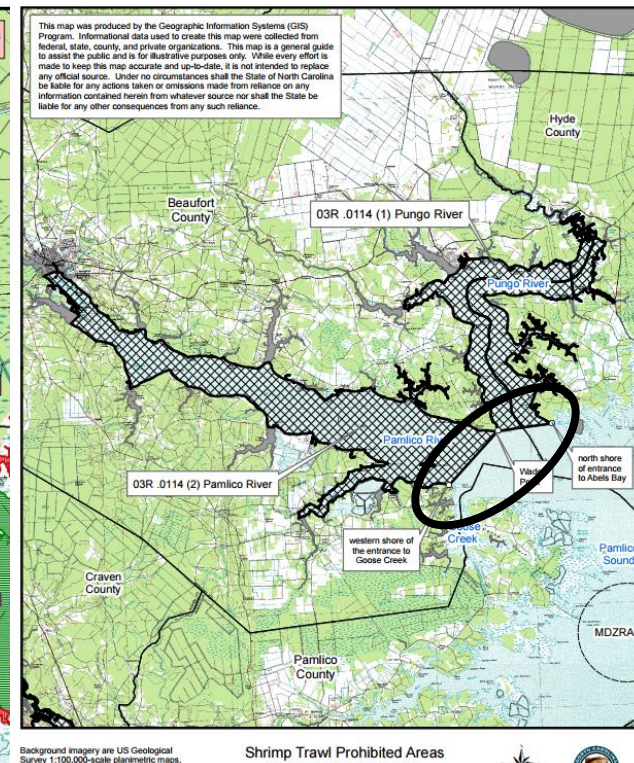 This map was produced by the Geographic Information Systems (GIS)
Program. Informational data used to create this map were collected from
federal, state, county, and private organizations. This map is a general guide
to assist the public and is for illustrative purposes only. While every effort is
made to keep this map accurate and up-to-date, it is not intended to replace
any official source. Under no circumstances shall the State of North Carolina
be liable for any actions taken or omissions made from reliance on any
information contained herein from whatever source nor shall the State be
liable for any other consequences from any such reliance.
Hyde
County
Beaufort
County
03R .0114 (1) Pungo River
Pungo River
Pamlico
03R .0114 (2) Pamlico River
north shore
of entrance
to Abels Bay
western shore of
the entrance to
Goose Creek
Goose
Creek
Pamlico
Sound
Craven
County
MDZRA
Pamlico
County
Background imagery are US Geological
Survey 1:100,000-scale planimetric maps.
Shrimp Trawl Prohibited Areas